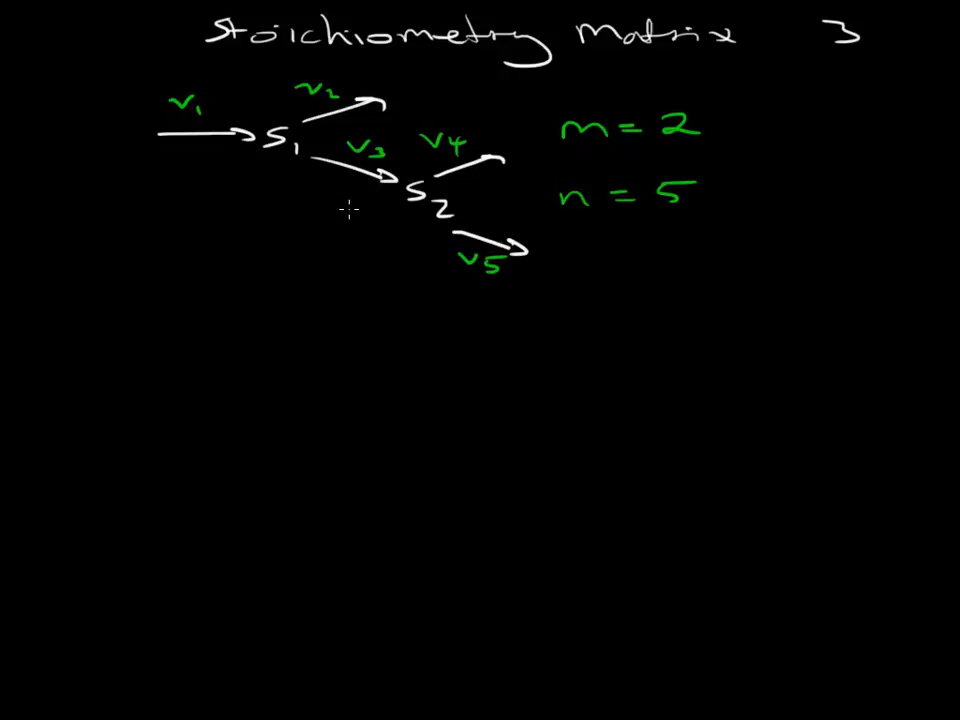 Stoichiometry Matrix 3
v1 v2
S1 v3 v4 m = 2
S2 n = 5
v5